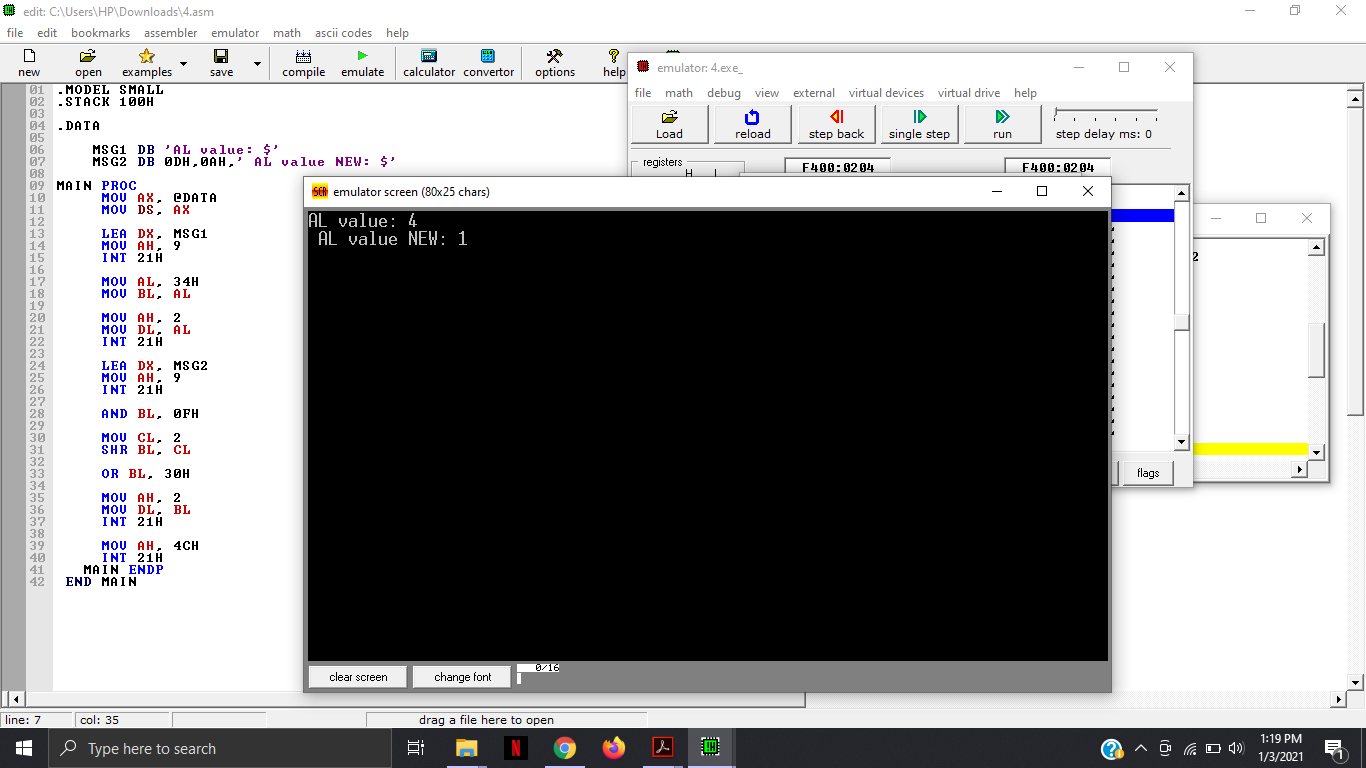 edit: C:\Users\HP\Downloads\4.asm
file edit bookmarks assembler emulator math ascii codes help
new open examples save compile emulate calculator convertor options help
01 .MODEL SMALL
02 .STACK 100H
03
04 .DATA
05
06 MSG1 DB 'AL value: $'
07 MSG2 DB 0DH,0AH,' AL value NEW: $'
08
09 MAIN PROC
10 MOV AX, @DATA
11 MOV DS, AX
12
13 LEA DX, MSG1
14 MOV AH, 9
15 INT 21H
16
17 MOV AL, 34H
18 MOV BL, AL
19
20 MOV AH, 2
21 MOV DL, AL
22 INT 21H
23
24 LEA DX, MSG2
25 MOV AH, 9
26 INT 21H
27
28 AND BL, 0FH
29
30 MOV CL, 2
31 SHR BL, CL
32
33 OR BL, 30H
34
35 MOV AH, 2
36 MOV DL, BL
37 INT 21H
38
39 MOV AH, 4CH
40 INT 21H
41 MAIN ENDP
42 END MAIN
emulator: 4.exe_
file math debug view external virtual devices virtual drive help
Load reload step back single step run step delay ms: 0
registers F400:0204 F400:0204
H L
SCR emulator screen (80x25 chars)
AL value: 4
AL value NEW: 1
2
flags
clear screen change font 0/16
line: 7 col: 35 drag a file here to open
Type here to search
N
1:19 PM
1/3/2021
1